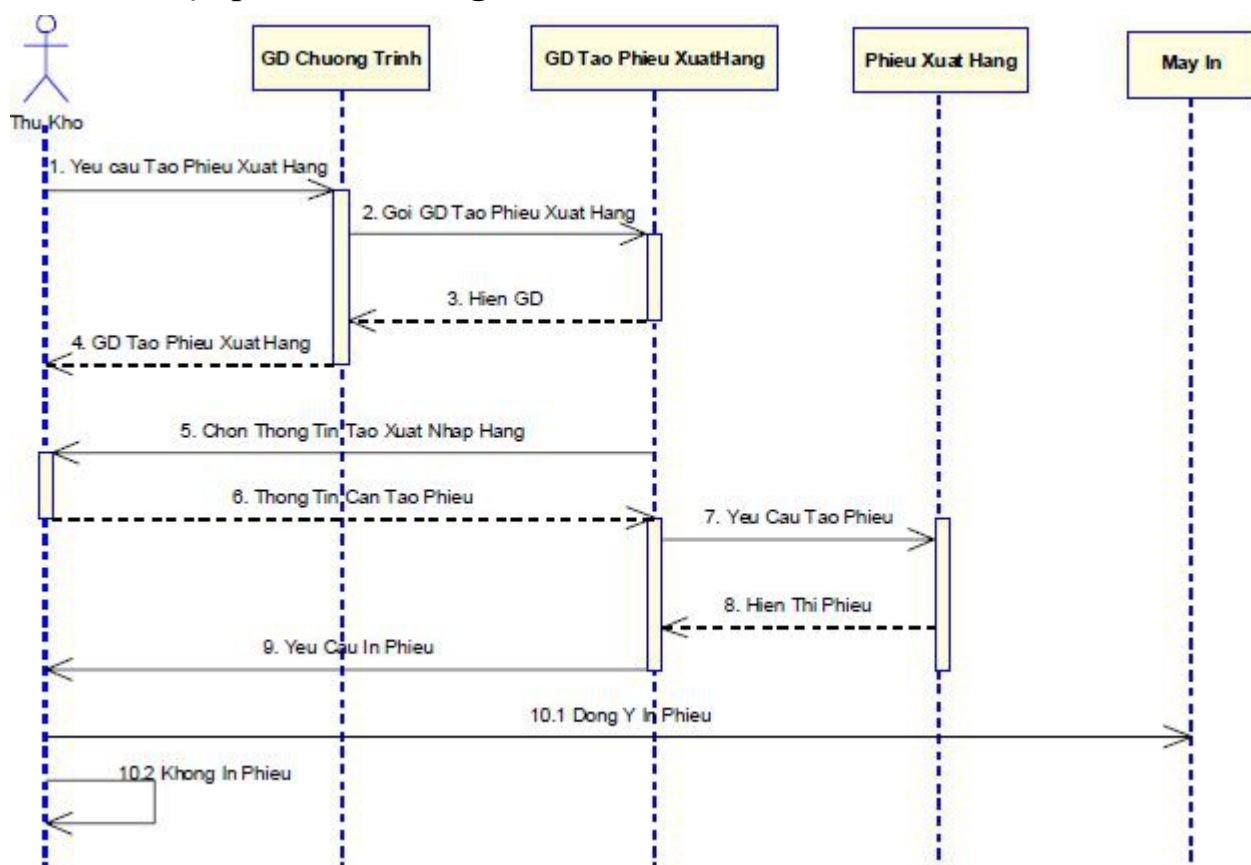 GD Chuong Trinh
GD Tao Phieu XuatHang
Phieu Xuat Hang
May In
Thu Kho
1. Yeu cau Tao Phieu Xuat Hang
2. Goi GD Tao Phieu Xuat Hang
3. Hien GD
4. GD Tao Phieu Xuat Hang
5. Chon Thong Tin Tao Xuat Nhap Hang
6. Thong Tin Can Tao Phieu
7. Yeu Cau Tao Phieu
8. Hien Thi Phieu
9. Yeu Cau In Phieu
10.1 Dong Y In Phieu
10.2 Khong In Phieu